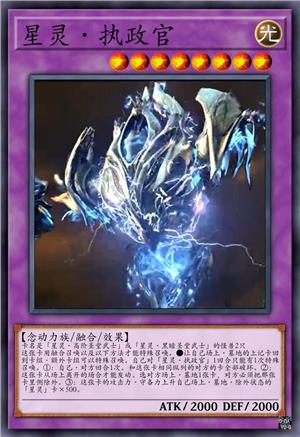 星灵·执政官
光
【念动力族/融合/效果】
卡名是「星灵·高阶圣堂武士」或「星灵·黑暗圣堂武士」的怪兽2只
这张卡用融合召唤以及以下方法才能特殊召唤。●让自己场上·墓地的上记卡回
到卡组·额外卡组可以特殊召唤。自己对「星灵·执政官」1回合只能有1次特殊
召唤。①：自己·对方回合1次，和这张卡相同纵列的对方的卡全部破坏。②：
这张卡从场上离开的场合才能发动。选对方场上·墓地1张卡，对方必须把那张
卡里侧除外。③：这张卡的攻击力·守备力上升自己场上·墓地·除外状态的
「星灵」卡×500。
ATK/2000 DEF/2000